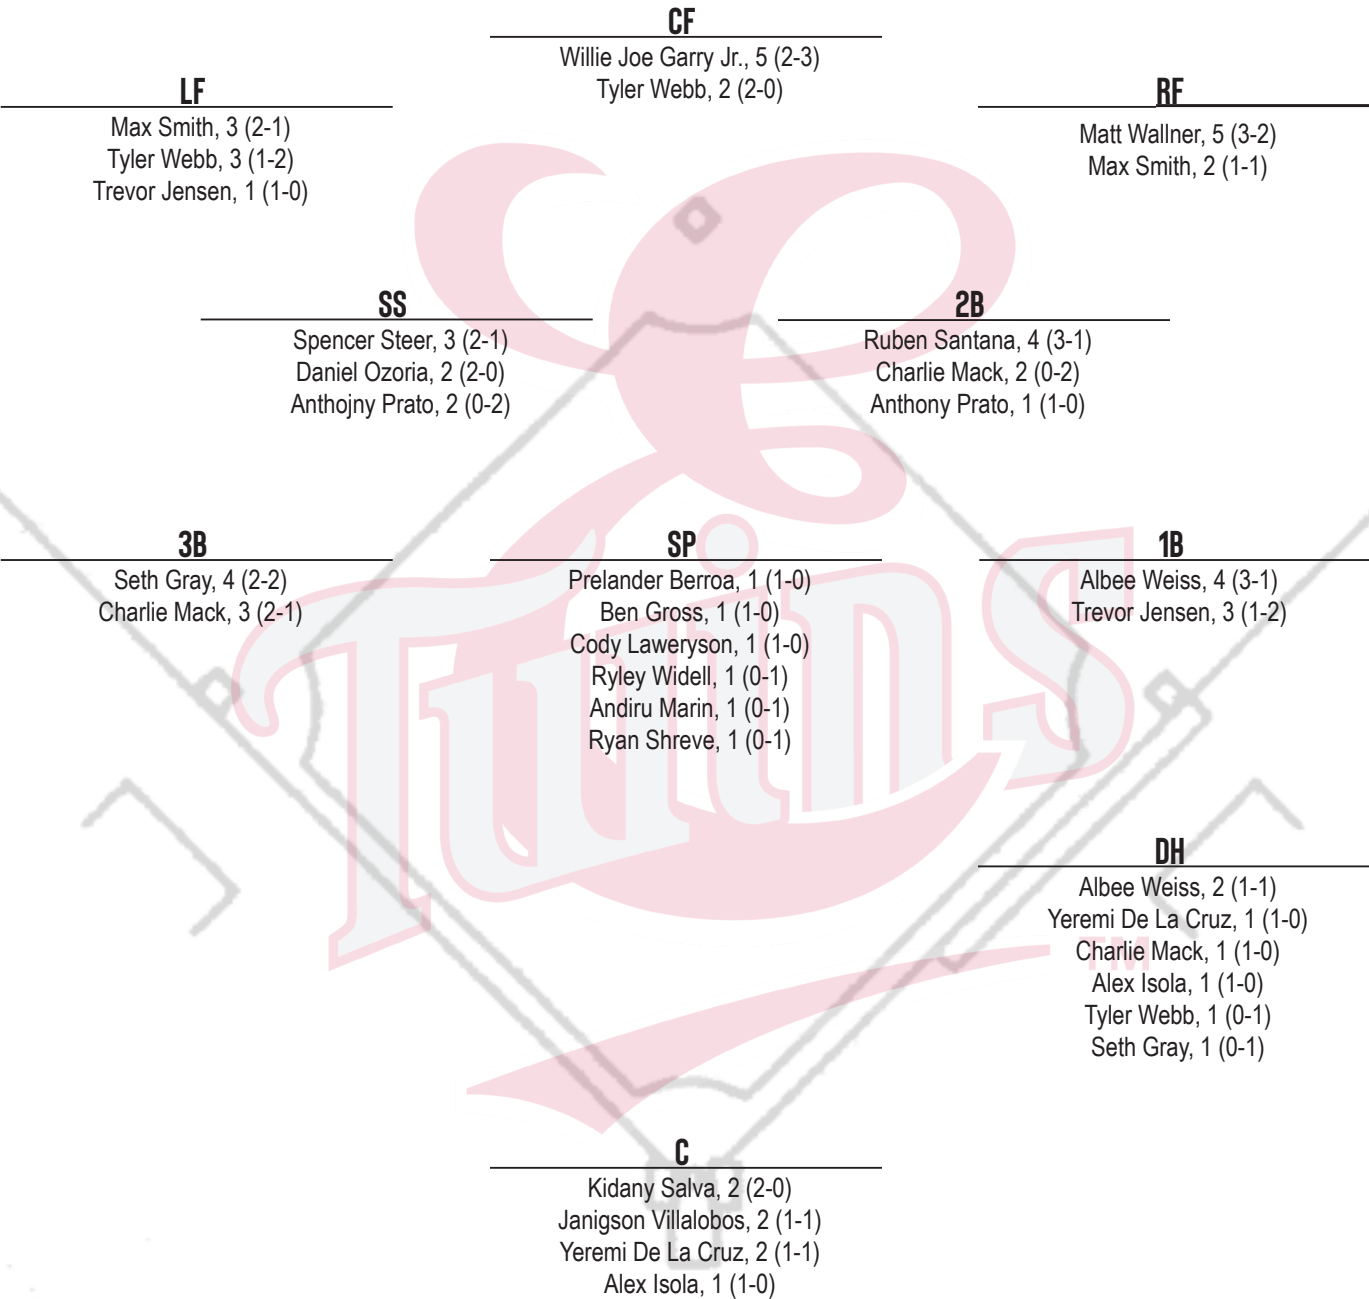 CF
Willie Joe Garry Jr., 5 (2-3)
Tyler Webb, 2 (2-0)
LF
Max Smith, 3 (2-1)
Tyler Webb, 3 (1-2)
Trevor Jensen, 1 (1-0)
RF
Matt Wallner, 5 (3-2)
Max Smith, 2 (1-1)
SS
Spencer Steer, 3 (2-1)
Daniel Ozoria, 2 (2-0)
Anthojny Prato, 2 (0-2)
2B
Ruben Santana, 4 (3-1)
Charlie Mack, 2 (0-2)
Anthony Prato, 1 (1-0)
3B
Seth Gray, 4 (2-2)
Charlie Mack, 3 (2-1)
SP
Prelander Berroa, 1 (1-0)
Ben Gross, 1 (1-0)
Cody Laweryson, 1 (1-0)
Ryley Widell, 1 (0-1)
Andiru Marin, 1 (0-1)
Ryan Shreve, 1 (0-1)
1B
Albee Weiss, 4 (3-1)
Trevor Jensen, 3 (1-2)
DH
Albee Weiss, 2 (1-1)
Yeremi De La Cruz, 1 (1-0)
Charlie Mack, 1 (1-0)
Alex Isola, 1 (1-0)
Tyler Webb, 1 (0-1)
Seth Gray, 1 (0-1)
C
Kidany Salva, 2 (2-0)
Janigson Villalobos, 2 (1-1)
Yeremi De La Cruz, 2 (1-1)
Alex Isola, 1 (1-0)
E
Twins
TM